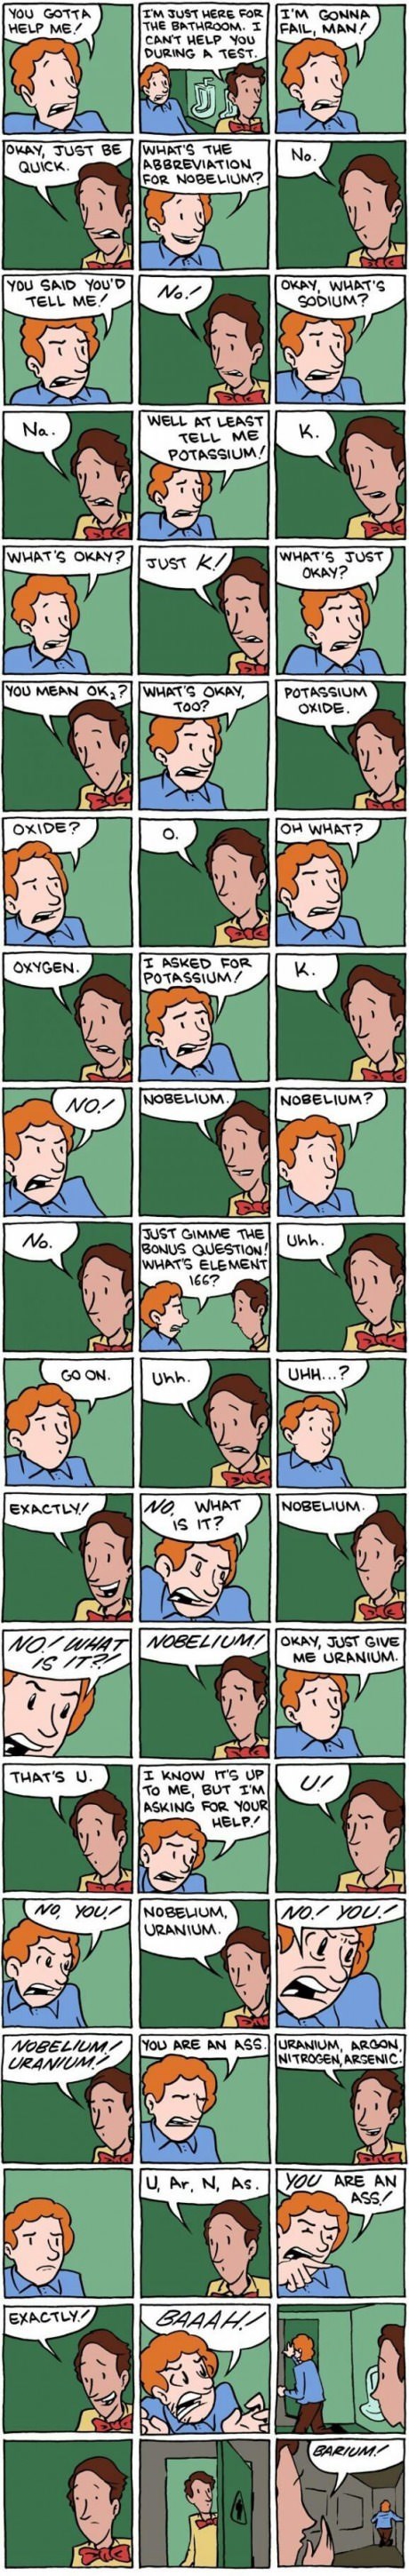 YOU GOTTA
HELP ME!
I'M JUST HERE FOR
THE BATHROOM. I
CAN'T HELP YOU
DURING A TEST.
I'M GONNA
FAIL, MAN!
OKAY, JUST BE
QUICK.
WHAT'S THE
ABBREVIATION
FOR NOBELIUM?
No.
YOU SAID YOU'D
TELL ME!
No!
OKAY, WHAT'S
SODIUM?
Na.
WELL AT LEAST
TELL ME
POTASSIUM!
K.
WHAT'S OKAY?
JUST K!
WHAT'S JUST
OKAY?
YOU MEAN OK₂?
WHAT'S OKAY,
TOO?
POTASSIUM
OXIDE.
OXIDE?
O.
OH WHAT?
OXYGEN.
I ASKED FOR
POTASSIUM!
K.
NO!
NOBELIUM.
NOBELIUM?
No.
JUST GIMME THE
BONUS QUESTION!
WHAT'S ELEMENT
166?
Uhh.
GO ON.
Uhh.
UHH...?
EXACTLY!
NO, WHAT
IS IT?
NOBELIUM.
NO! WHAT
IS IT?!
NOBELIUM!
OKAY, JUST GIVE
ME URANIUM.
THAT'S U.
I KNOW IT'S UP
TO ME, BUT I'M
ASKING FOR YOUR
HELP!
U!
NO, YOU!
NOBELIUM,
URANIUM.
NO! YOU!
NOBELIUM!
URANIUM!
YOU ARE AN ASS.
URANIUM, ARGON,
NITROGEN, ARSENIC.
U, Ar, N, As.
YOU ARE AN
ASS!
EXACTLY!
BAAAH!
BARIUM!